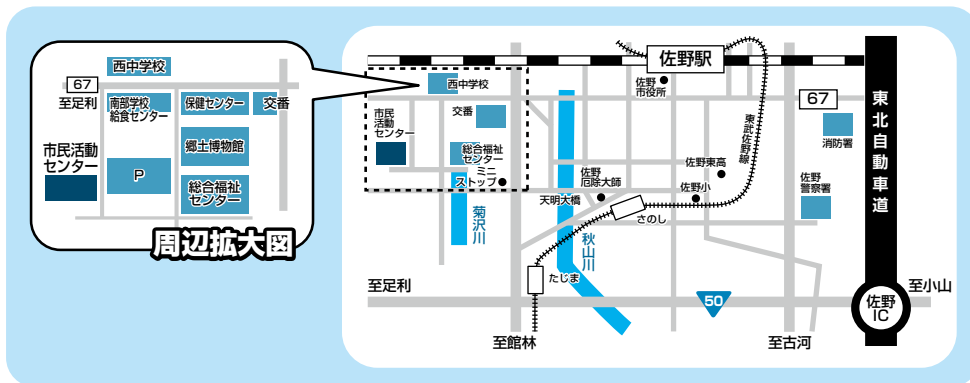 西中学校
67
至足利
南部学校
給食センター
保健センター
交番
市民活動
センター
P
郷土博物館
総合福祉
センター
周辺拡大図
佐野駅
西中学校
佐野
市役所
67
東北自動車道
市民
活動
センター
交番
消防署
総合福祉
センター
ミニ
ストップ
東武佐野線
佐野東高
佐野
厄除大師
佐野小
佐野
警察署
天明大橋
さのし
菊沢川
秋山川
たじま
至足利
50
至小山
佐野
IC
至館林
至古河